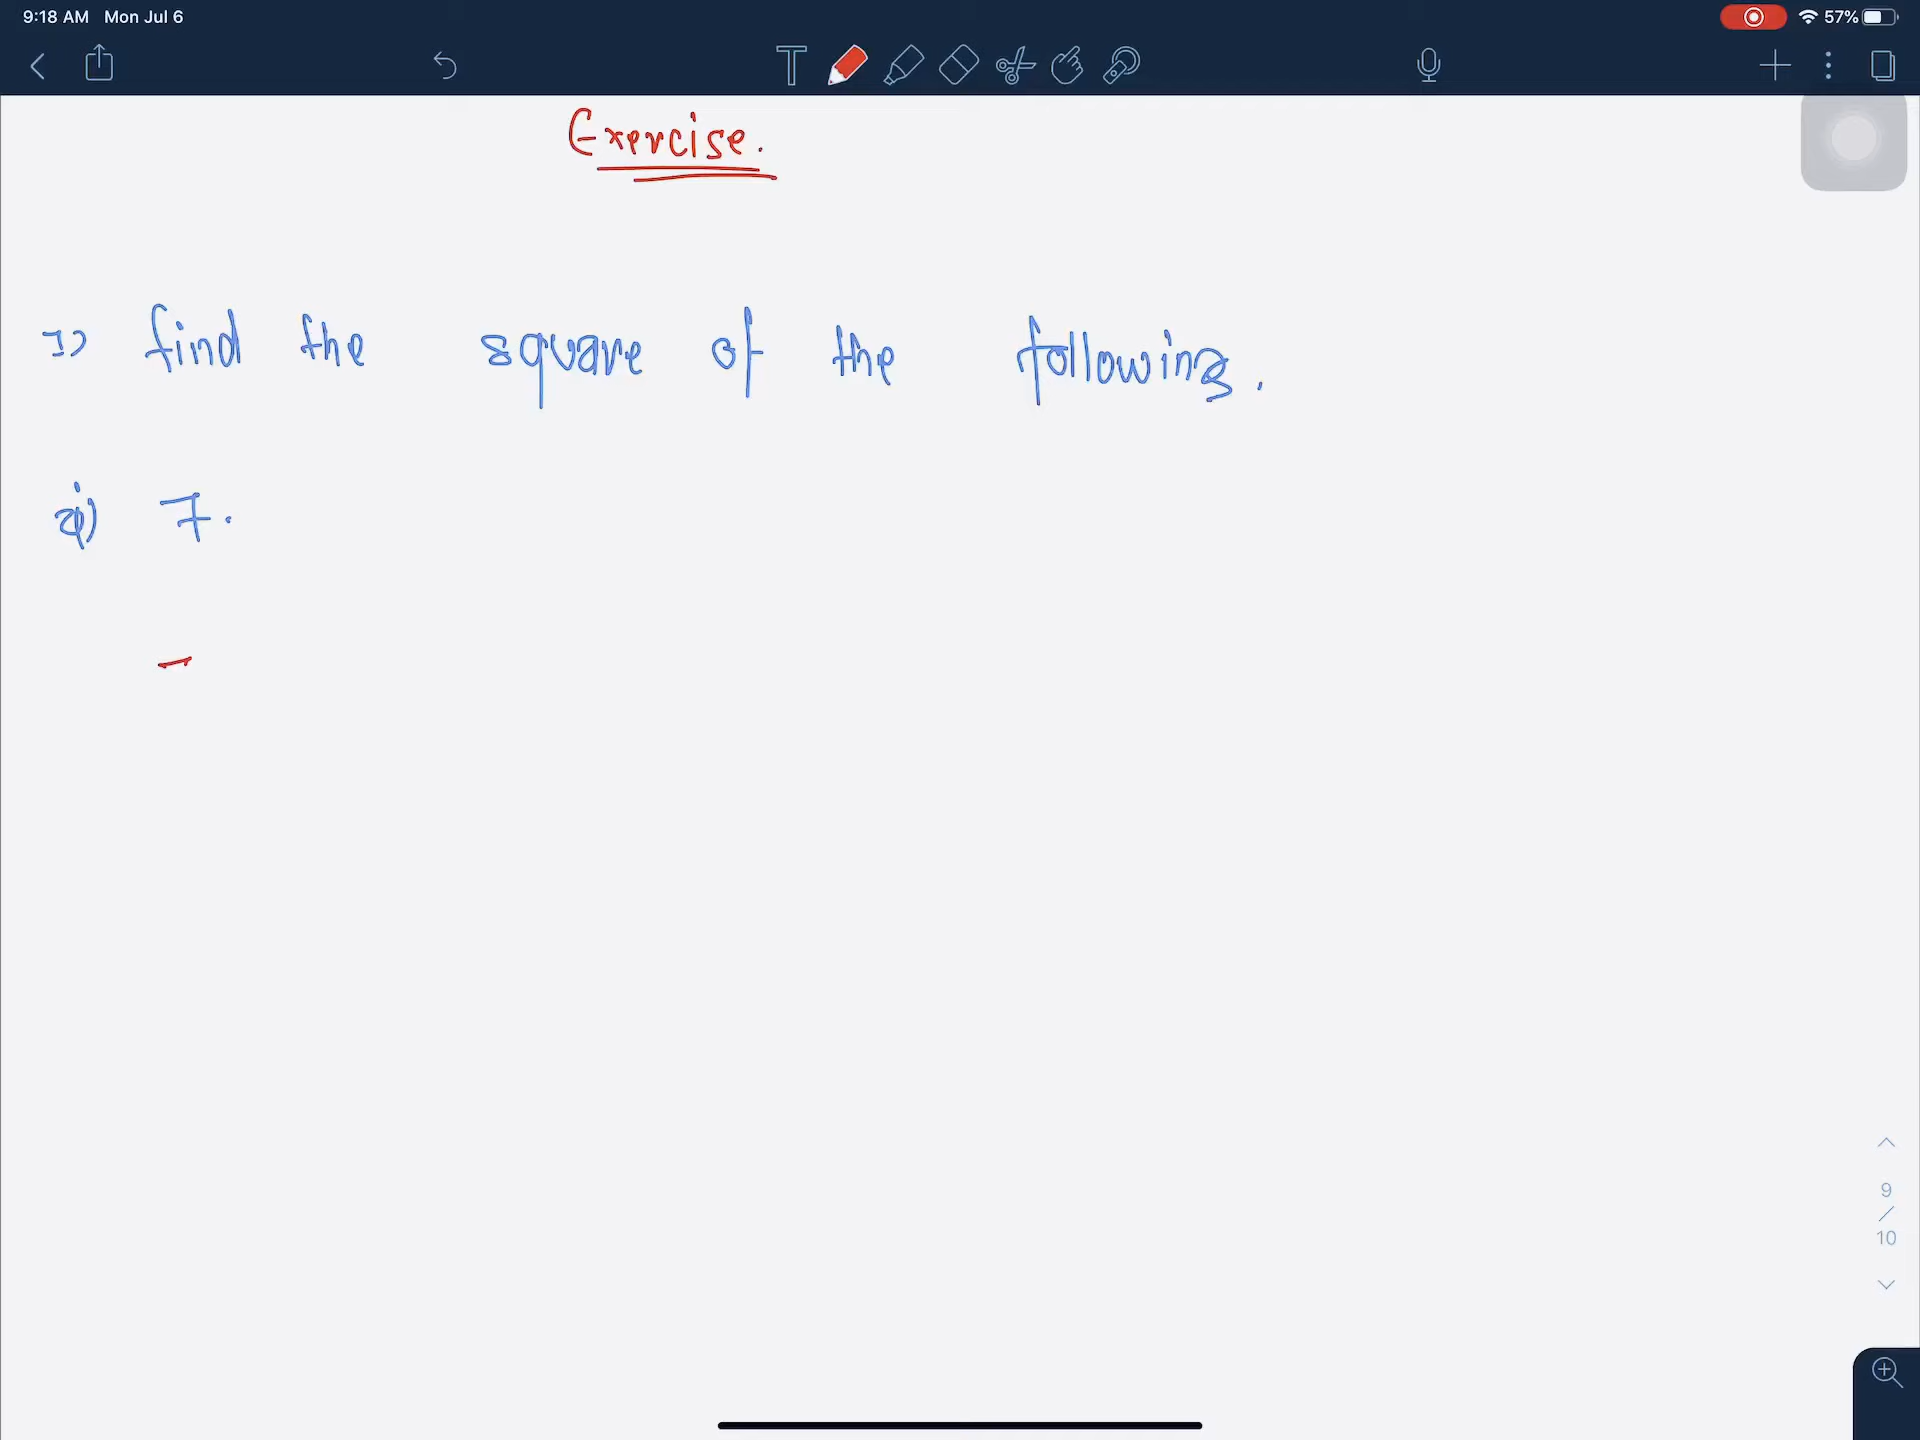 9:18 AM Mon Jul 6
57%
Exercise.
1) find the square of the following.
i) 7.
9
/
10